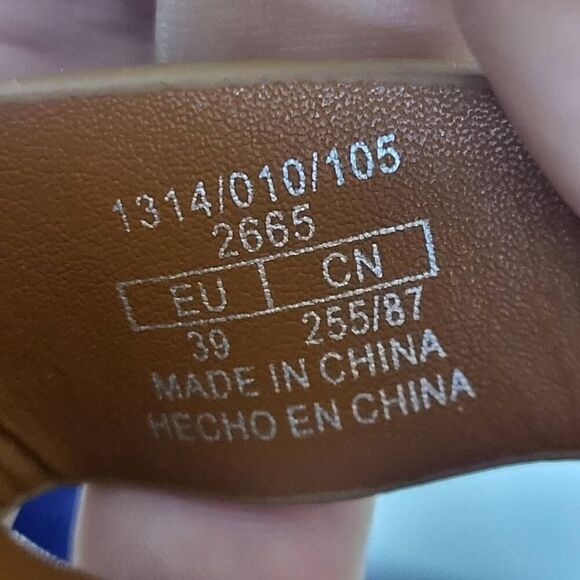 1314/010/105
2665
EU CN
39 255/87
MADE IN CHINA
HECHO EN CHINA